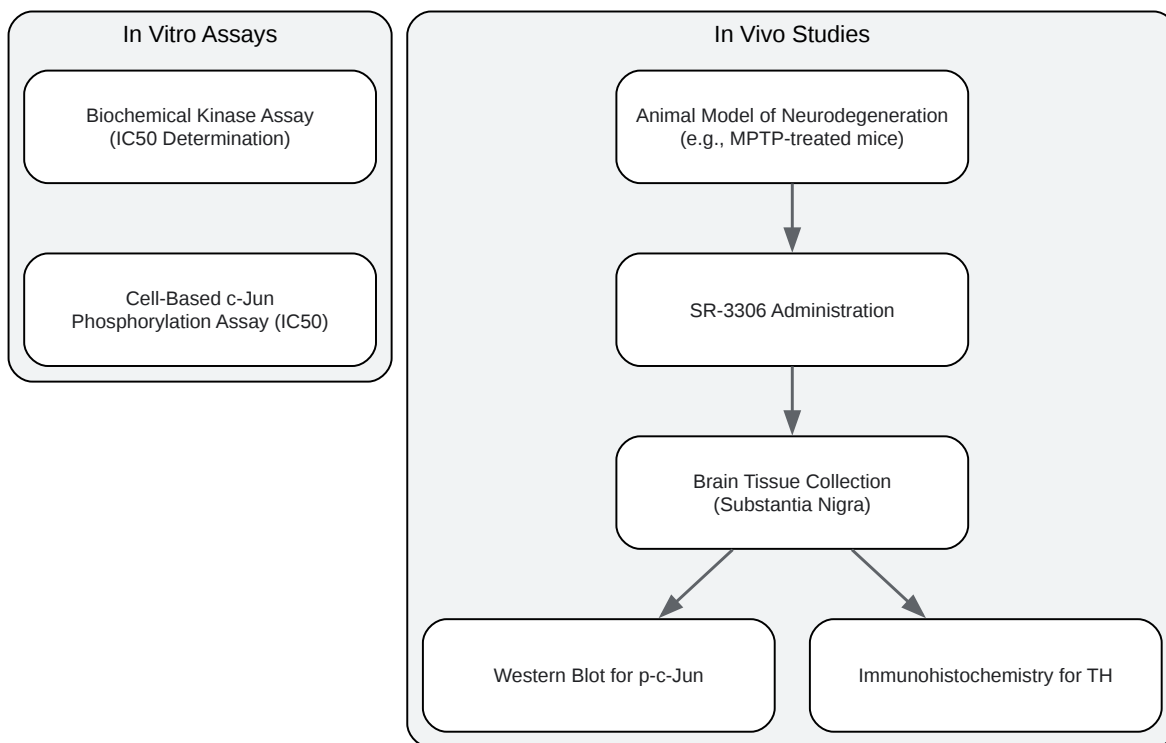 In Vitro Assays
Biochemical Kinase Assay
(IC50 Determination)
Cell-Based c-Jun
Phosphorylation Assay (IC50)
In Vivo Studies
Animal Model of Neurodegeneration
(e.g., MPTP-treated mice)
SR-3306 Administration
Brain Tissue Collection
(Substantia Nigra)
Western Blot for p-c-Jun
Immunohistochemistry for TH